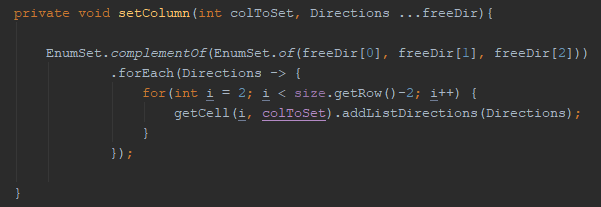 private void setColumn(int colToSet, Directions ...freeDir){
EnumSet.complementOf(EnumSet.of(freeDir[0], freeDir[1], freeDir[2]))
.forEach(Directions -> {
for(int i = 2; i < size.getRow()-2; i++) {
getCell(i, colToSet).addListDirections(Directions);
}
});
}